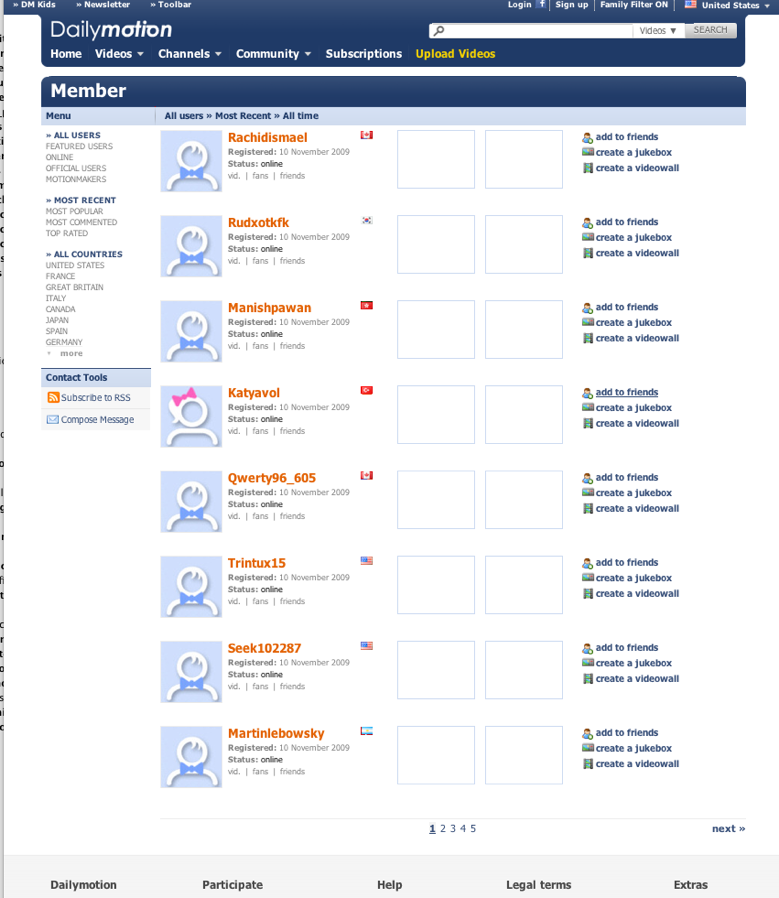 » DM Kids » Newsletter » Toolbar Login f Sign up Family Filter ON United States
Dailymotion
Videos ▼ SEARCH
Home Videos Channels Community Subscriptions Upload Videos
Member
Menu
All users » Most Recent » All time
» ALL USERS
FEATURED USERS
ONLINE
OFFICIAL USERS
MOTIONMAKERS
» MOST RECENT
MOST POPULAR
MOST COMMENTED
TOP RATED
» ALL COUNTRIES
UNITED STATES
FRANCE
GREAT BRITAIN
ITALY
CANADA
JAPAN
SPAIN
GERMANY
+ more
Contact Tools
Subscribe to RSS
Compose Message
Rachidismael
Registered: 10 November 2009
Status: online
vid. | fans | friends
add to friends
create a jukebox
create a videowall
Rudxotkfk
Registered: 10 November 2009
Status: online
vid. | fans | friends
add to friends
create a jukebox
create a videowall
Manishpawan
Registered: 10 November 2009
Status: online
vid. | fans | friends
add to friends
create a jukebox
create a videowall
Katyavol
Registered: 10 November 2009
Status: online
vid. | fans | friends
add to friends
create a jukebox
create a videowall
Qwerty96_605
Registered: 10 November 2009
Status: online
vid. | fans | friends
add to friends
create a jukebox
create a videowall
Trintux15
Registered: 10 November 2009
Status: online
vid. | fans | friends
add to friends
create a jukebox
create a videowall
Seek102287
Registered: 10 November 2009
Status: online
vid. | fans | friends
add to friends
create a jukebox
create a videowall
Martinlebowsky
Registered: 10 November 2009
Status: online
vid. | fans | friends
add to friends
create a jukebox
create a videowall
1 2 3 4 5 next »
Dailymotion Participate Help Legal terms Extras